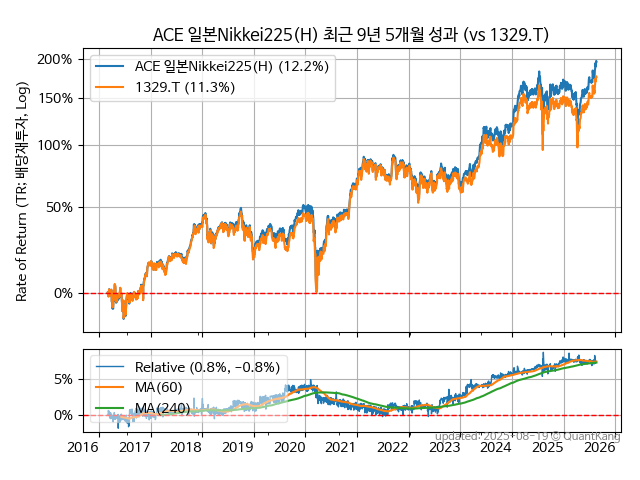 ACE 일본Nikkei225(H) 최근 9년 5개월 성과 (vs 1329.T)
200%
150%
100%
50%
0%
Rate of Return (TR: 배당재투자, Log)
ACE 일본Nikkei225(H) (12.2%)
1329.T (11.3%)
5%
0%
Relative (0.8%, -0.8%)
MA(60)
MA(240)
2016 2017 2018 2019 2020 2021 2022 2023 2024 2025 2026
updated: 2025-08-19 © QuantKang